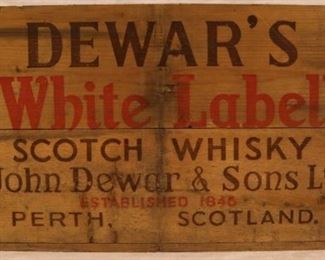 DEWAR'S
White Label
SCOTCH WHISKY
John Dewar & Sons L
ESTABLISHED 1846
PERTH, SCOTLAND.